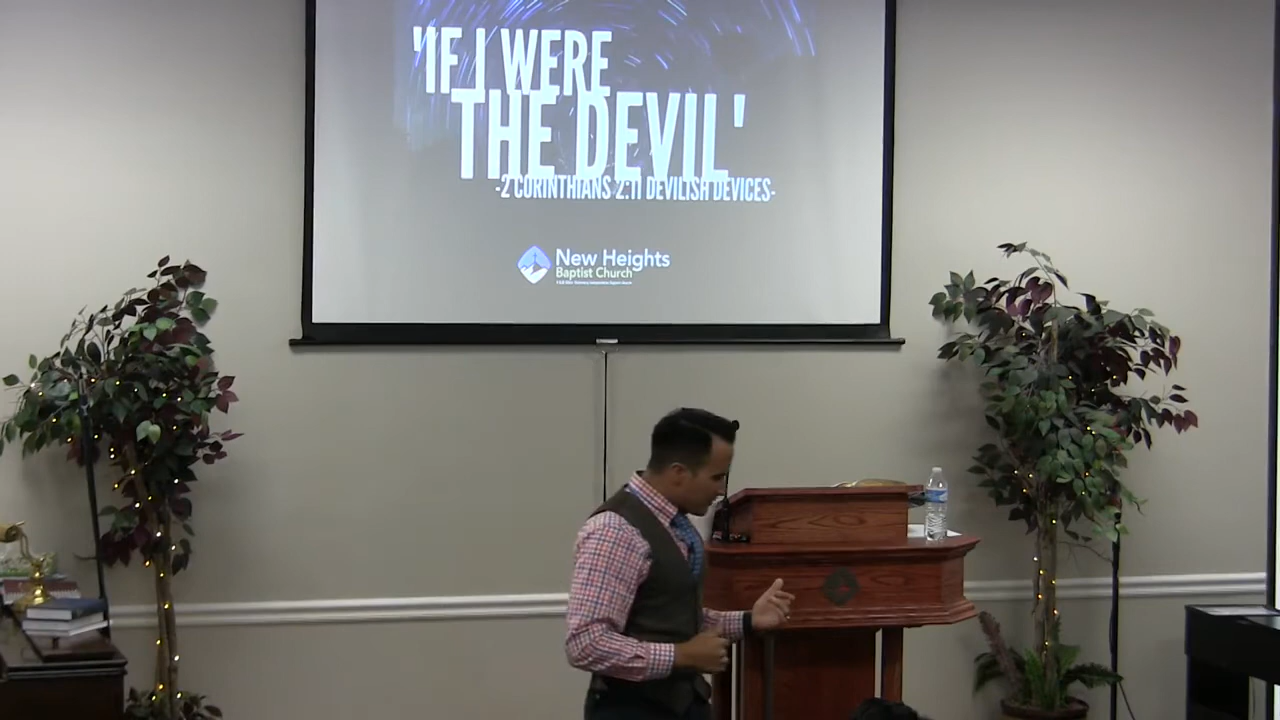 'IF I WERE
THE DEVIL'
-2 CORINTHIANS 2:11 DEVILISH DEVICES-
New Heights
Baptist Church